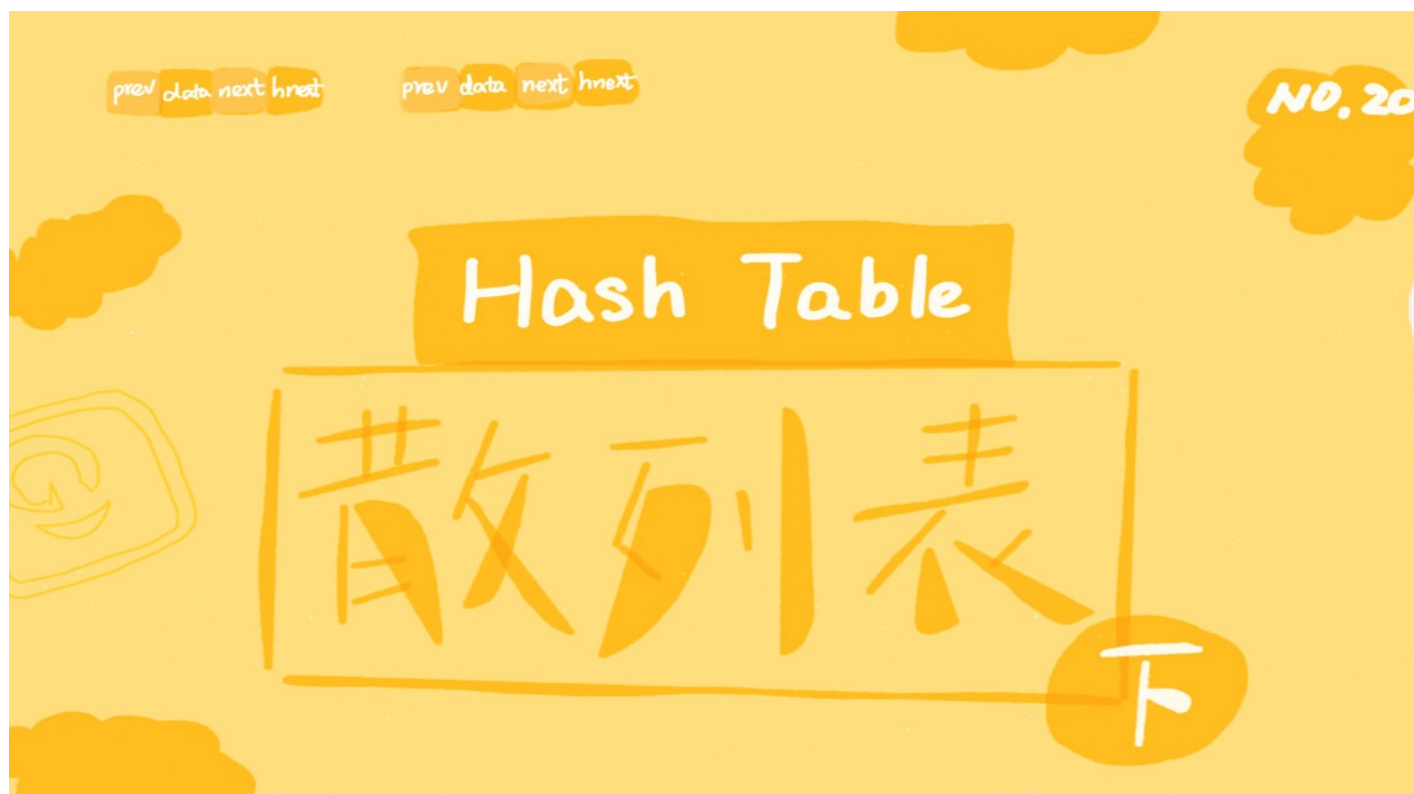 prev data next hnext prev data next hnext
NO. 20
Hash Table
散列表
下